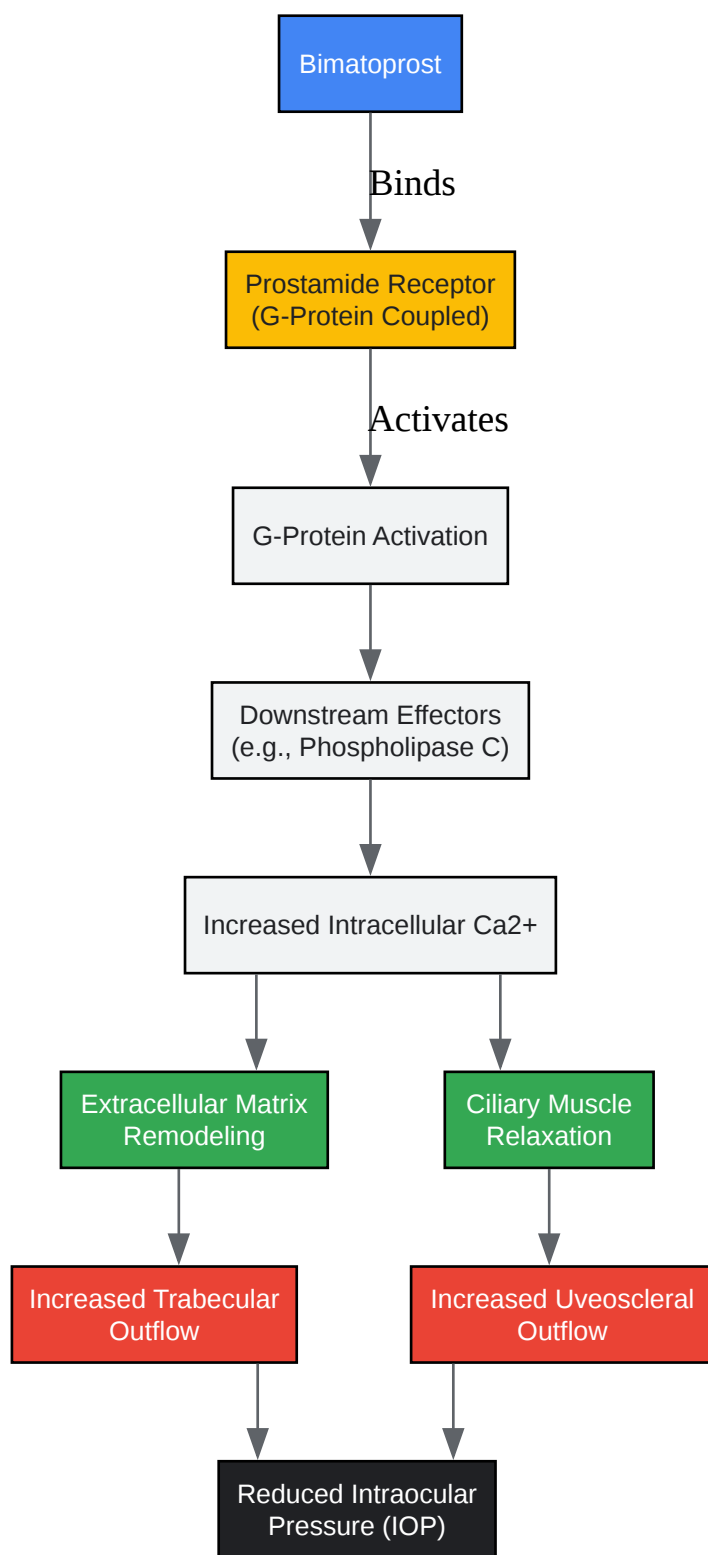 Bimatoprost
Binds
Prostamide Receptor
(G-Protein Coupled)
Activates
G-Protein Activation
Downstream Effectors
(e.g., Phospholipase C)
Increased Intracellular Ca2+
Extracellular Matrix
Remodeling
Ciliary Muscle
Relaxation
Increased Trabecular
Outflow
Increased Uveoscleral
Outflow
Reduced Intraocular
Pressure (IOP)